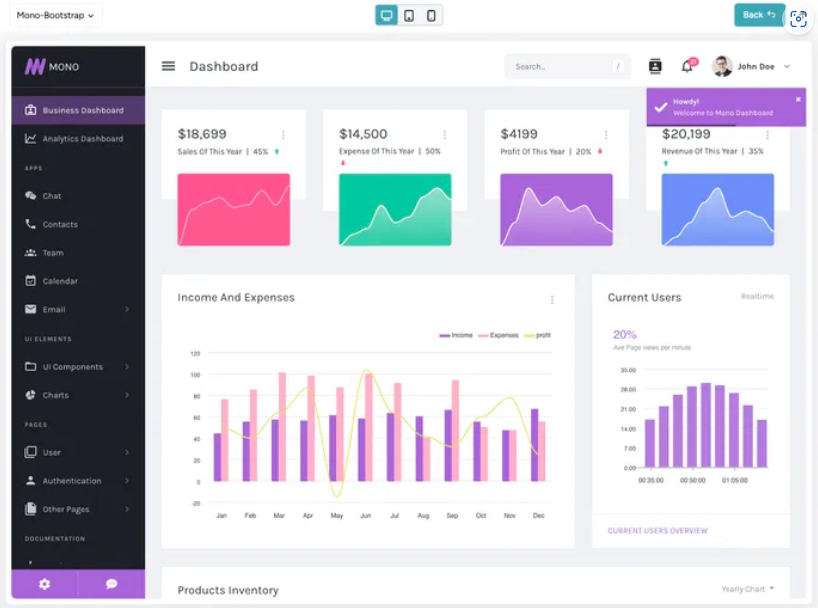 Mono-Bootstrap
Back
MONO
Dashboard
Search...
/
21
John Doe
Business Dashboard
Analytics Dashboard
APPS
Chat
Contacts
Team
Calendar
Email
UI ELEMENTS
UI Components
Charts
PAGES
User
Authentication
Other Pages
DOCUMENTATION
Howdy!
Welcome to Mono Dashboard
$18,699
Sales Of This Year | 45%
$14,500
Expense Of This Year | 50%
$4199
Profit Of This Year | 20%
$20,199
Revenue Of This Year | 35%
Income And Expenses
Income Expenses profit
120
100
80
60
40
20
0
-20
Jan Feb Mar Apr May Jun Jul Aug Sep Oct Nov Dec
Current Users
Realtime
20%
Ave Page views per minute
35.00
28.00
21.00
14.00
7.00
0.00
00:35:00 00:50:00 01:05:00
CURRENT USERS OVERVIEW
Products Inventory
Yearly Chart